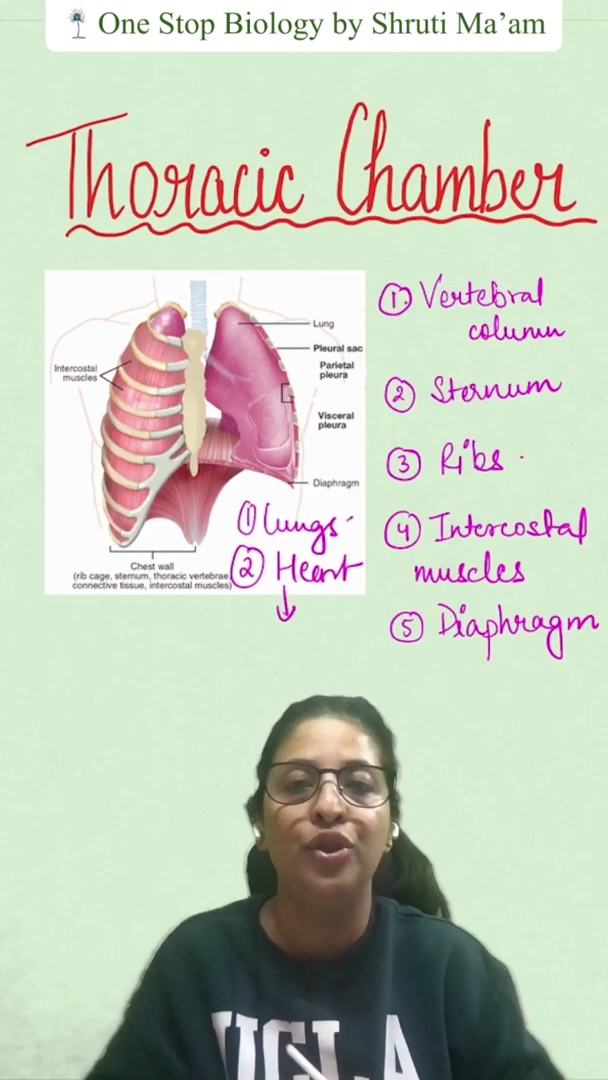 One Stop Biology by Shruti Ma’am
Thoracic Chamber
Lung
Pleural sac
Parietal
pleura
Visceral
pleura
Diaphragm
Intercostal
muscles
Chest wall
(rib cage, sternum, thoracic vertebrae,
connective tissue, intercostal muscles)
① Lungs
② Heart
① Vertebral
column
② Sternum
③ Ribs
④ Intercostal
muscles
⑤ Diaphragm
UCLA